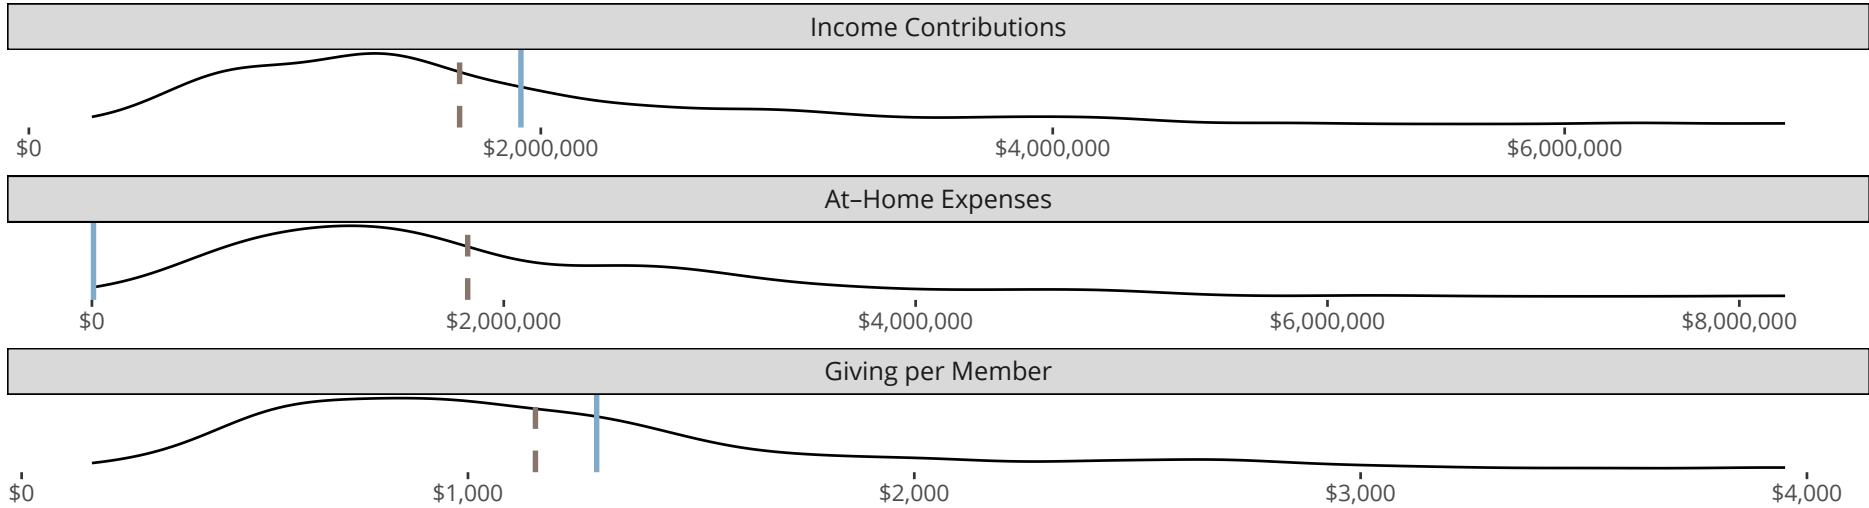 Income Contributions
$0 $2,000,000 $4,000,000 $6,000,000
At–Home Expenses
$0 $2,000,000 $4,000,000 $6,000,000 $8,000,000
Giving per Member
$0 $1,000 $2,000 $3,000 $4,000